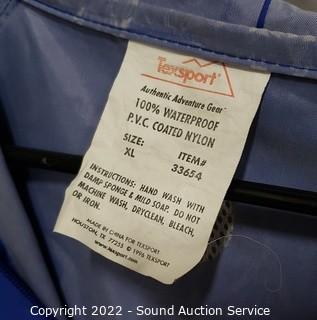 Texsport®
Authentic Adventure Gear™
100% WATERPROOF
P.V.C. COATED NYLON
SIZE: ITEM#
XL 33654
INSTRUCTIONS: HAND WASH WITH
DAMP SPONGE & MILD SOAP. DO NOT
MACHINE WASH, DRYCLEAN, BLEACH,
OR IRON.
MADE IN CHINA FOR TEXSPORT
HOUSTON, TX 77255 © 1996 TEXSPORT
www.texsport.com
Copyright 2022 - Sound Auction Service